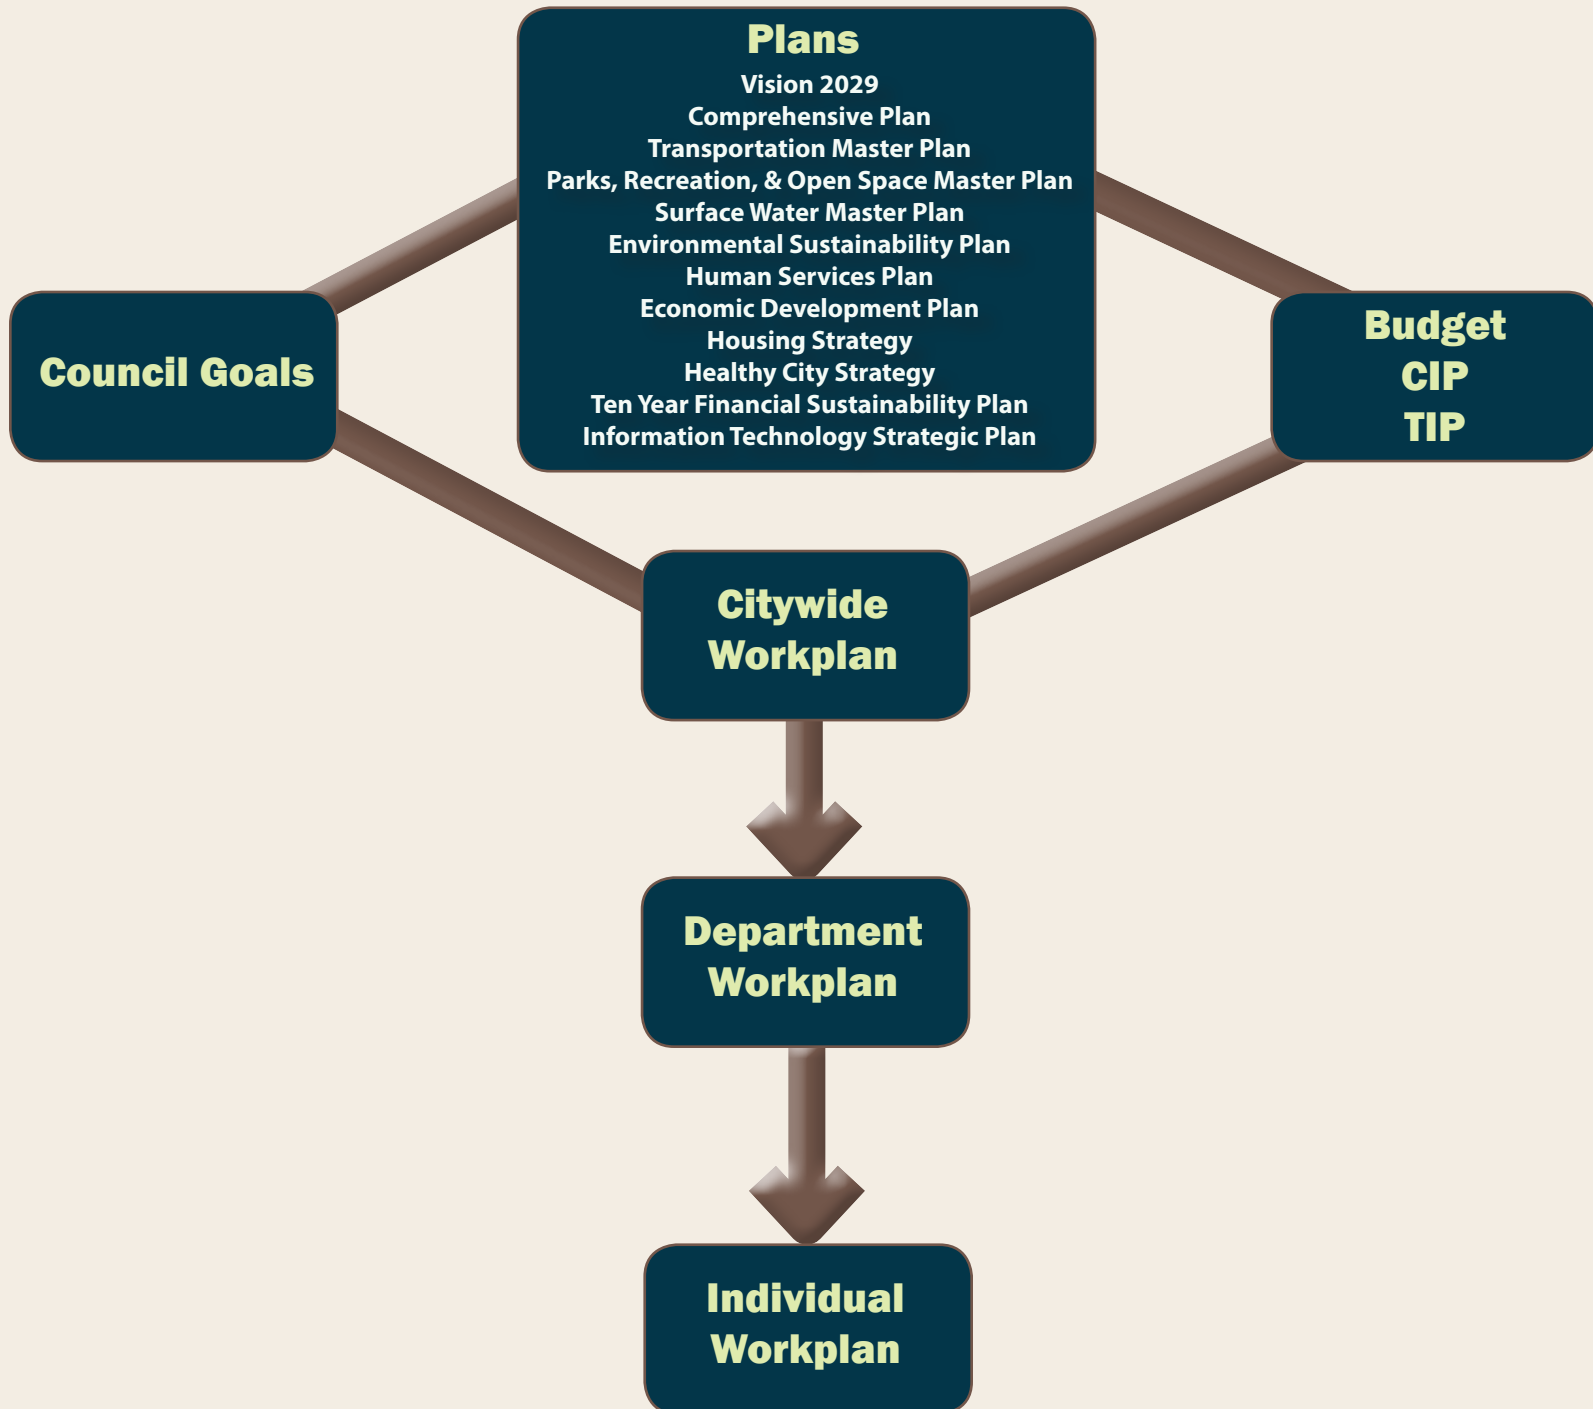 Plans
Vision 2029
Comprehensive Plan
Transportation Master Plan
Parks, Recreation, & Open Space Master Plan
Surface Water Master Plan
Environmental Sustainability Plan
Human Services Plan
Economic Development Plan
Housing Strategy
Healthy City Strategy
Ten Year Financial Sustainability Plan
Information Technology Strategic Plan
Council Goals
Budget
CIP
TIP
Citywide
Workplan
Department
Workplan
Individual
Workplan